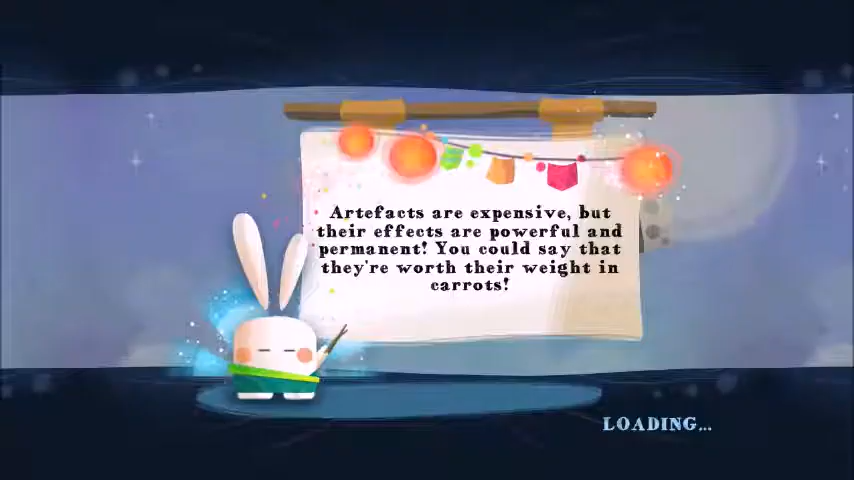 Artefacts are expensive, but
their effects are powerful and
permanent! You could say that
they're worth their weight in
carrots!
LOADING...